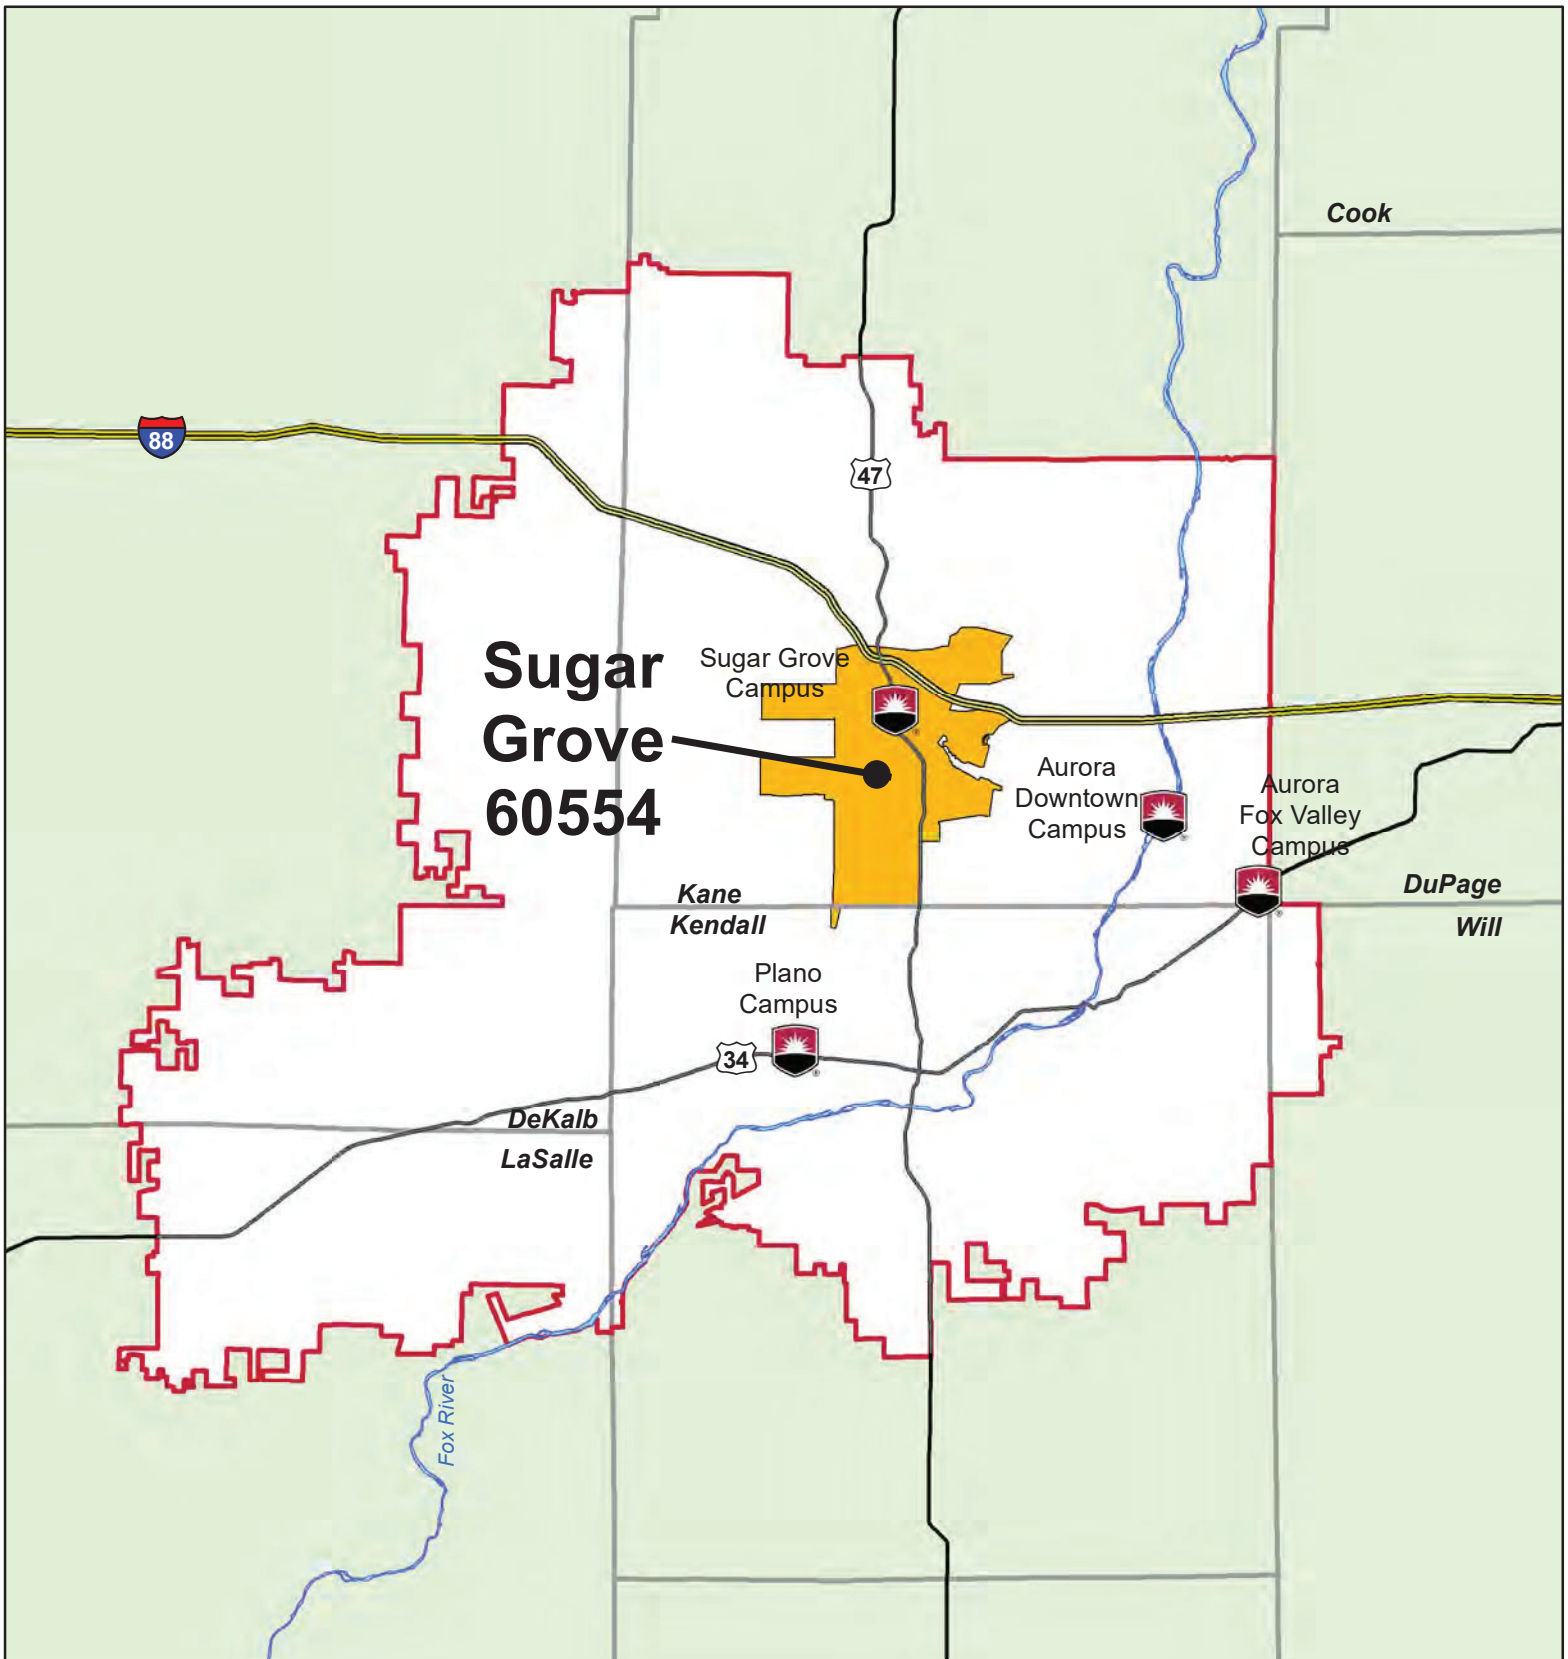 Cook
88
47
Sugar
Grove
60554
Sugar Grove
Campus
Aurora
Downtown
Campus
Aurora
Fox Valley
Campus
Kane
Kendall
DuPage
Will
Plano
Campus
34
DeKalb
LaSalle
Fox River